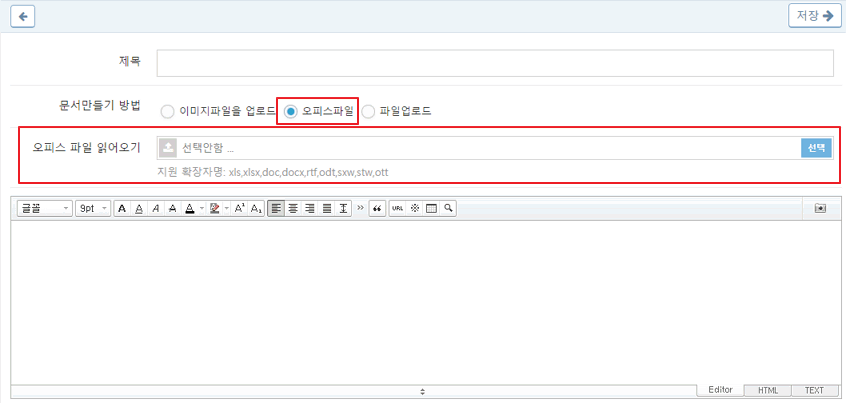 저장
제목
문서만들기 방법 이미지파일을 업로드 오피스파일 파일업로드
오피스 파일 읽어오기 선택안함 ... 선택
지원 확장자명: xls,xlsx,doc,docx,rtf,odt,sxw,stw,ott
글꼴 9pt A A A A A A¹ A₁ URL
Editor HTML TEXT